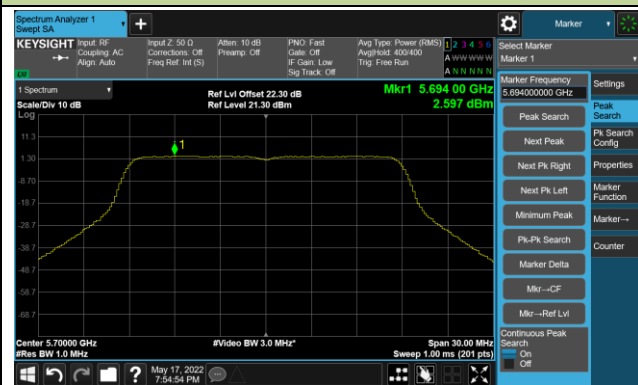 Spectrum Analyzer 1
Swept SA
+
Marker
KEYSIGHT
Input: RF
Coupling: AC
Align: Auto
Input Z: 50 Ω
Corrections: Off
Freq Ref: Int (S)
Atten: 10 dB
Preamp: Off
PNO: Fast
Gate: Off
IF Gain: Low
Sig Track: Off
Avg Type: Power (RMS)
Avg|Hold: 400/400
Trig: Free Run
1 2 3 4 5 6
A W W W W W
A N N N N N
LXI
Select Marker
Marker 1
1 Spectrum
Scale/Div 10 dB
Log
Ref Lvl Offset 22.30 dB
Ref Level 21.30 dBm
Mkr1 5.694 00 GHz
2.597 dBm
11.3
1.30
-8.70
-18.7
-28.7
-38.7
-48.7
-58.7
-68.7
1
Center 5.70000 GHz
#Res BW 1.0 MHz
#Video BW 3.0 MHz*
Span 30.00 MHz
Sweep 1.00 ms (201 pts)
Marker Frequency
5.694000000 GHz
Peak Search
Next Peak
Next Pk Right
Next Pk Left
Minimum Peak
Pk-Pk Search
Marker Delta
Mkr→CF
Mkr→Ref Lvl
Continuous Peak
Search
On
Off
Settings
Peak
Search
Pk Search
Config
Properties
Marker
Function
Marker→
Counter
?
May 17, 2022
7:54:54 PM